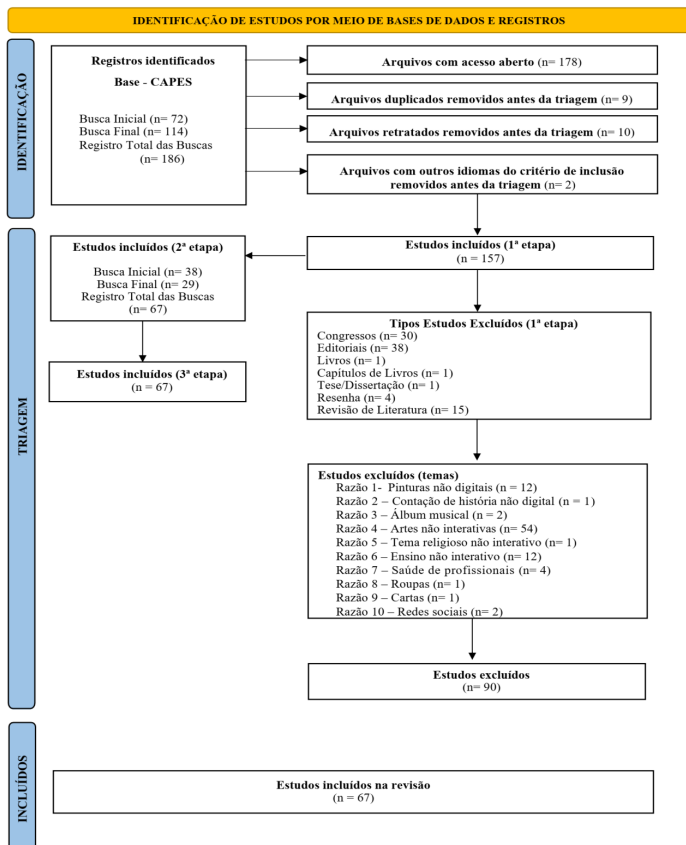 IDENTIFICAÇÃO DE ESTUDOS POR MEIO DE BASES DE DADOS E REGISTROS
IDENTIFICAÇÃO
Registros identificados
Base - CAPES
Busca Inicial (n= 72)
Busca Final (n= 114)
Registro Total das Buscas
(n= 186)
Arquivos com acesso aberto (n= 178)
Arquivos duplicados removidos antes da triagem (n= 9)
Arquivos retratados removidos antes da triagem (n= 10)
Arquivos com outros idiomas do critério de inclusão
removidos antes da triagem (n= 2)
TRIAGEM
Estudos incluídos (2ª etapa)
Busca Inicial (n= 38)
Busca Final (n= 29)
Registro Total das Buscas
(n= 67)
Estudos incluídos (1ª etapa)
(n = 157)
Estudos incluídos (3ª etapa)
(n = 67)
Tipos Estudos Excluídos (1ª etapa)
Congressos (n= 30)
Editoriais (n= 38)
Livros (n= 1)
Capítulos de Livros (n= 1)
Tese/Dissertação (n= 1)
Resenha (n= 4)
Revisão de Literatura (n= 15)
Estudos excluídos (temas)
Razão 1- Pinturas não digitais (n = 12)
Razão 2 – Contação de história não digital (n = 1)
Razão 3 – Álbum musical (n = 2)
Razão 4 – Artes não interativas (n= 54)
Razão 5 – Tema religioso não interativo (n= 1)
Razão 6 – Ensino não interativo (n= 12)
Razão 7 – Saúde de profissionais (n= 4)
Razão 8 – Roupas (n= 1)
Razão 9 – Cartas (n= 1)
Razão 10 – Redes sociais (n= 2)
Estudos excluídos
(n= 90)
INCLUÍDOS
Estudos incluídos na revisão
(n = 67)